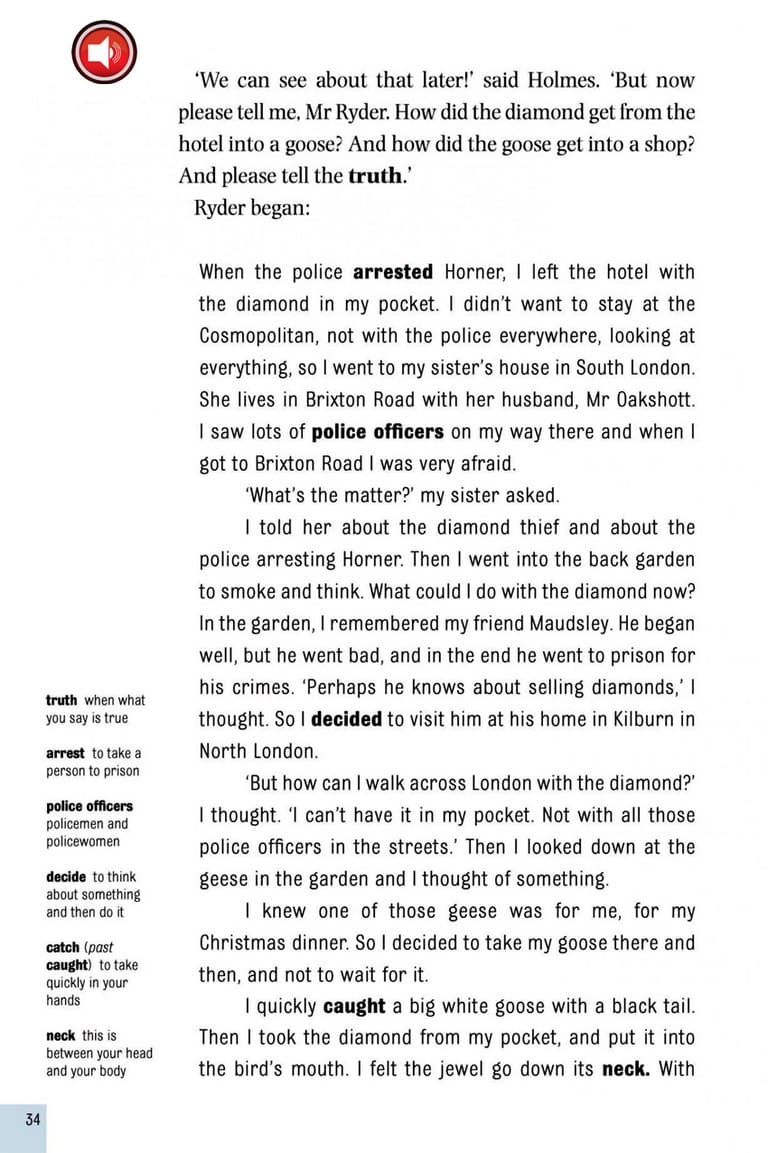 ‘We can see about that later!’ said Holmes. ‘But now
please tell me, Mr Ryder. How did the diamond get from the
hotel into a goose? And how did the goose get into a shop?
And please tell the truth.’
Ryder began:
When the police arrested Horner, I left the hotel with
the diamond in my pocket. I didn’t want to stay at the
Cosmopolitan, not with the police everywhere, looking at
everything, so I went to my sister’s house in South London.
She lives in Brixton Road with her husband, Mr Oakshott.
I saw lots of police officers on my way there and when I
got to Brixton Road I was very afraid.
‘What’s the matter?’ my sister asked.
I told her about the diamond thief and about the
police arresting Horner. Then I went into the back garden
to smoke and think. What could I do with the diamond now?
In the garden, I remembered my friend Maudsley. He began
well, but he went bad, and in the end he went to prison for
his crimes. ‘Perhaps he knows about selling diamonds,’ I
thought. So I decided to visit him at his home in Kilburn in
North London.
‘But how can I walk across London with the diamond?’
I thought. ‘I can’t have it in my pocket. Not with all those
police officers in the streets.’ Then I looked down at the
geese in the garden and I thought of something.
I knew one of those geese was for me, for my
Christmas dinner. So I decided to take my goose there and
then, and not to wait for it.
I quickly caught a big white goose with a black tail.
Then I took the diamond from my pocket, and put it into
the bird’s mouth. I felt the jewel go down its neck. With
truth when what
you say is true
arrest to take a
person to prison
police officers
policemen and
policewomen
decide to think
about something
and then do it
catch (past
caught) to take
quickly in your
hands
neck this is
between your head
and your body
34